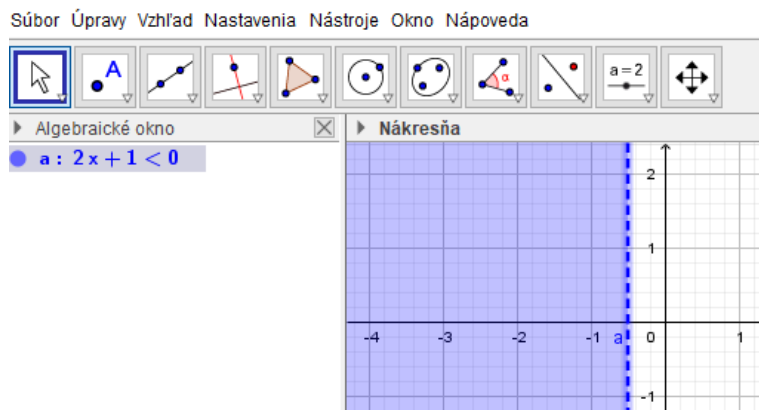 Súbor Úpravy Vzhľad Nastavenia Nástroje Okno Nápoveda
A
α
a = 2
Algebraické okno
Nákresňa
a : 2 x + 1 < 0
2
1
-4 -3 -2 -1 a 0 1
-1